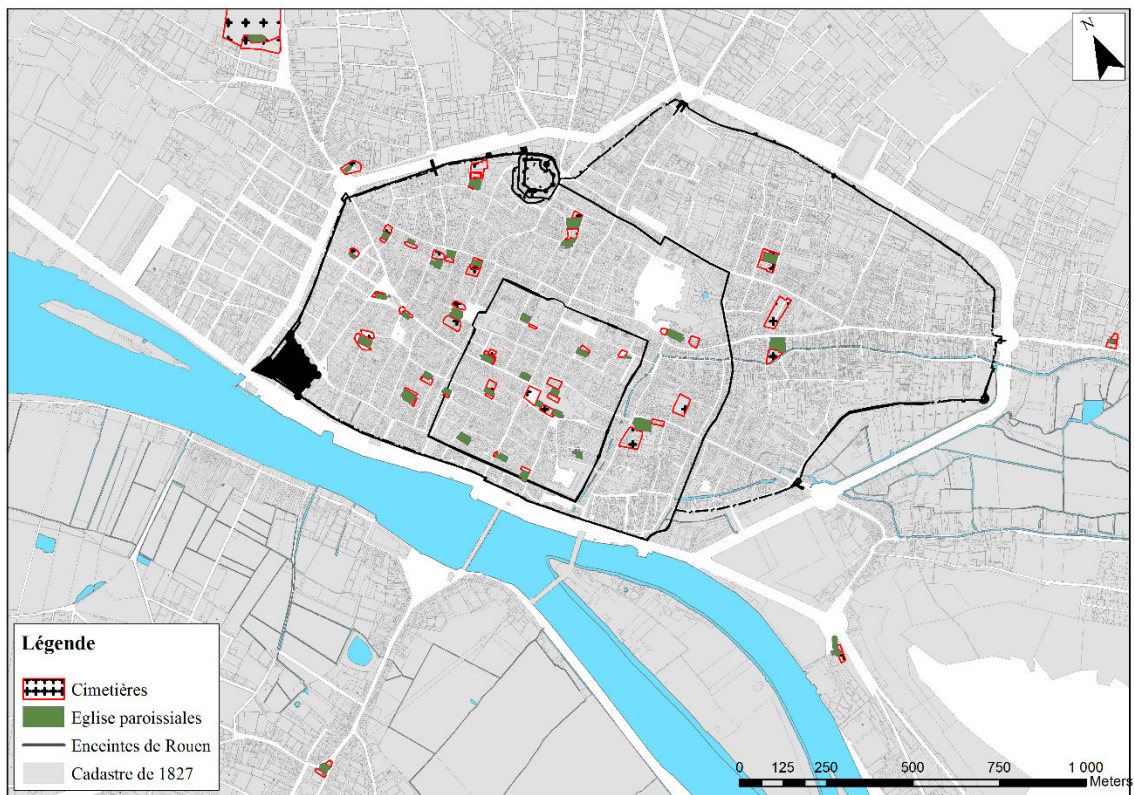 N
Légende
Cimetières
Eglise paroissiales
Enceintes de Rouen
Cadastre de 1827
0 125 250 500 750 1 000
Meters